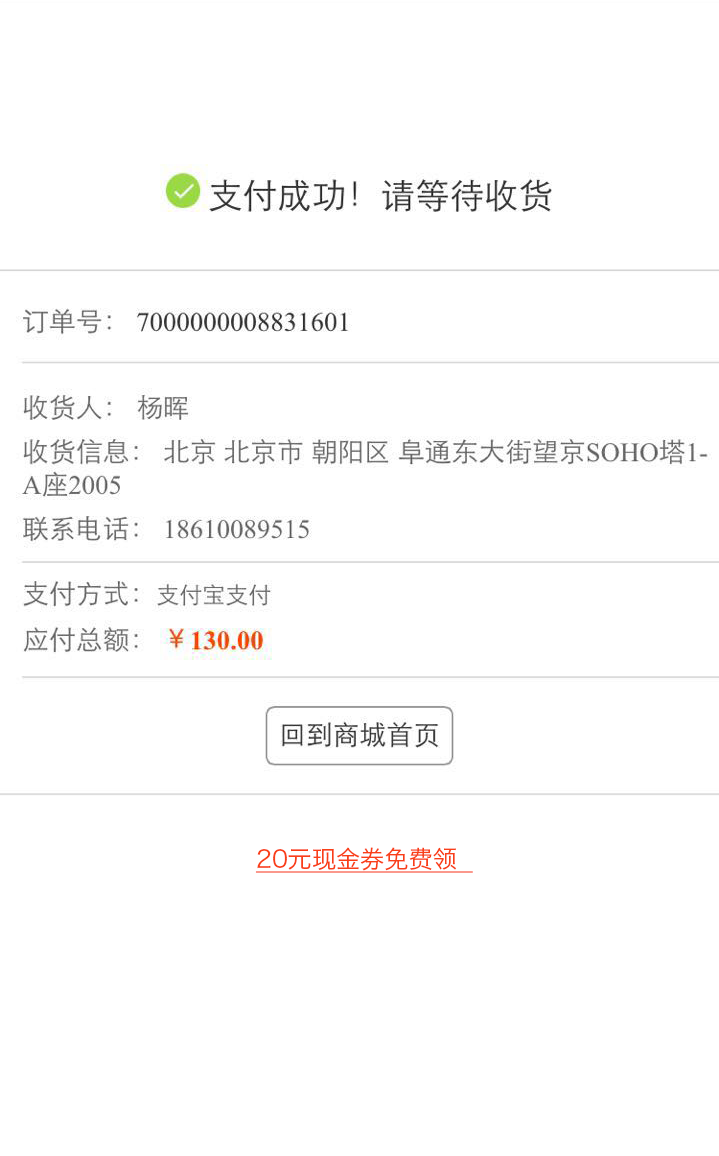 支付成功！请等待收货
订单号： 7000000008831601
收货人： 杨晖
收货信息： 北京 北京市 朝阳区 阜通东大街望京SOHO塔1-
A座2005
联系电话： 18610089515
支付方式：支付宝支付
应付总额： ￥130.00
回到商城首页
20元现金券免费领